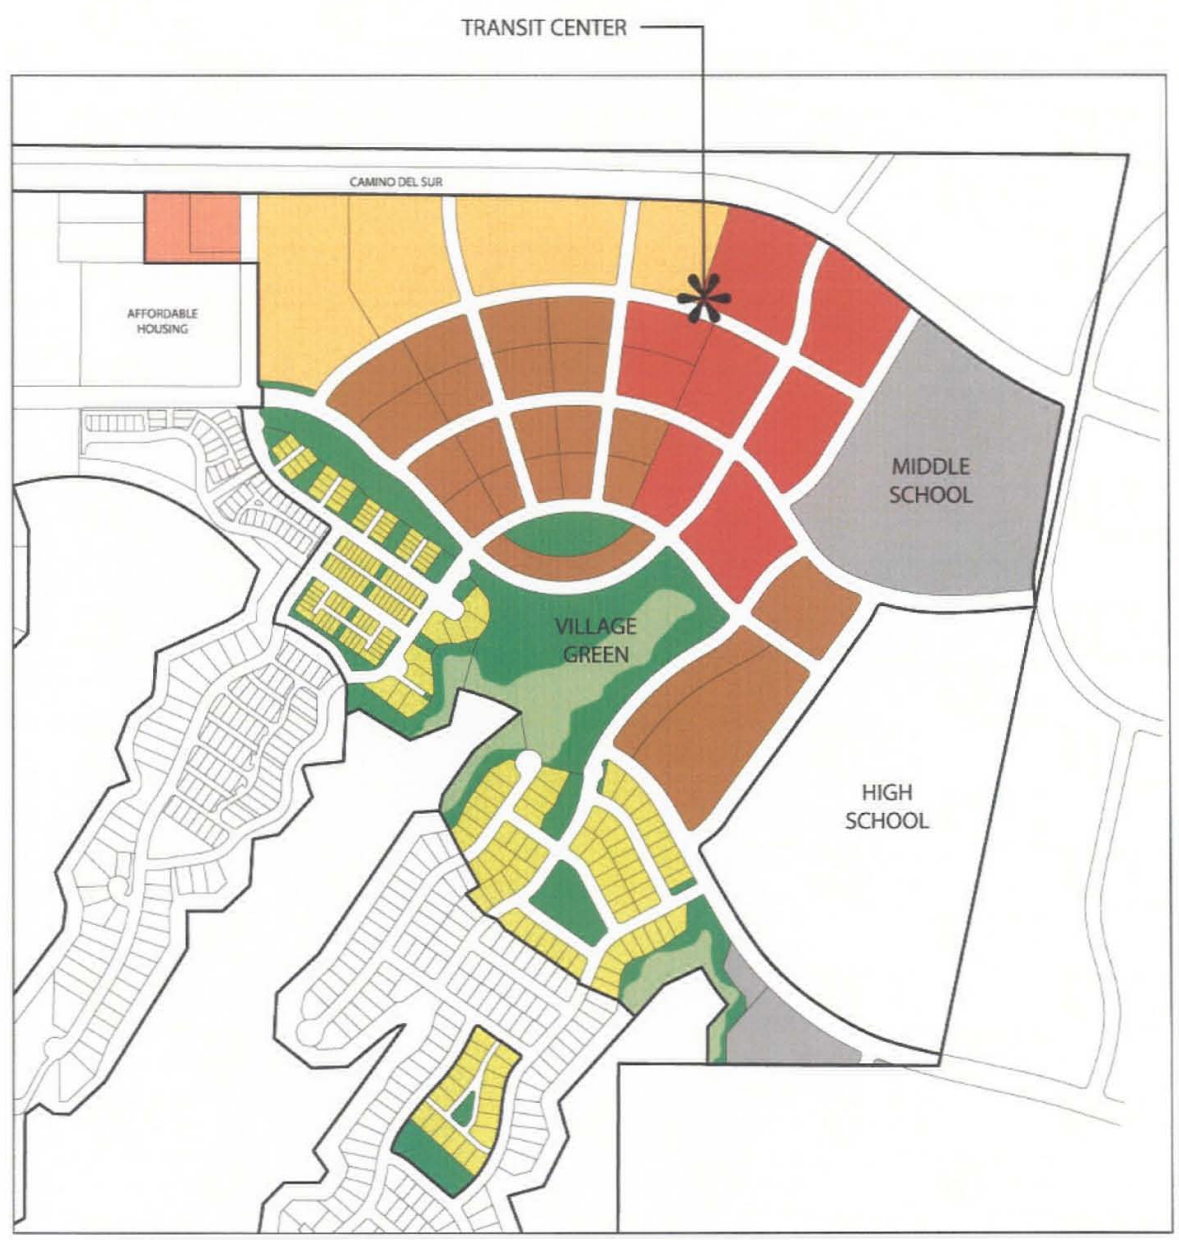 TRANSIT CENTER
CAMINO DEL SUR
AFFORDABLE
HOUSING
MIDDLE
SCHOOL
VILLAGE
GREEN
HIGH
SCHOOL